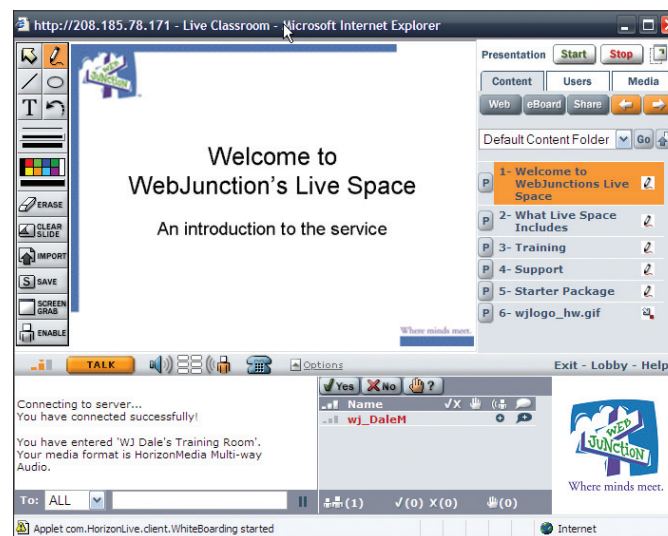 http://208.185.78.171 - Live Classroom - Microsoft Internet Explorer
WEB JUNCTION
Welcome to
WebJunction's Live Space
An introduction to the service
Where minds meet.
T
ERASE
CLEAR SLIDE
IMPORT
S SAVE
SCREEN GRAB
ENABLE
Presentation Start Stop
Content Users Media
Web eBoard Share
Default Content Folder Go
P 1- Welcome to
WebJunctions Live
Space
P 2- What Live Space
Includes
P 3- Training
P 4- Support
P 5- Starter Package
P 6- wjlogo_hw.gif
TALK Options Exit - Lobby - Help
Connecting to server...
You have connected successfully!
You have entered 'WJ Dale's Training Room'.
Your media format is HorizonMedia Multi-way
Audio.
To: ALL
Yes No ?
Name √X
wj_DaleM
(1) √(0) X(0) (0)
WEB JUNCTION
Where minds meet.
Applet com.HorizonLive.client.WhiteBoarding started Internet